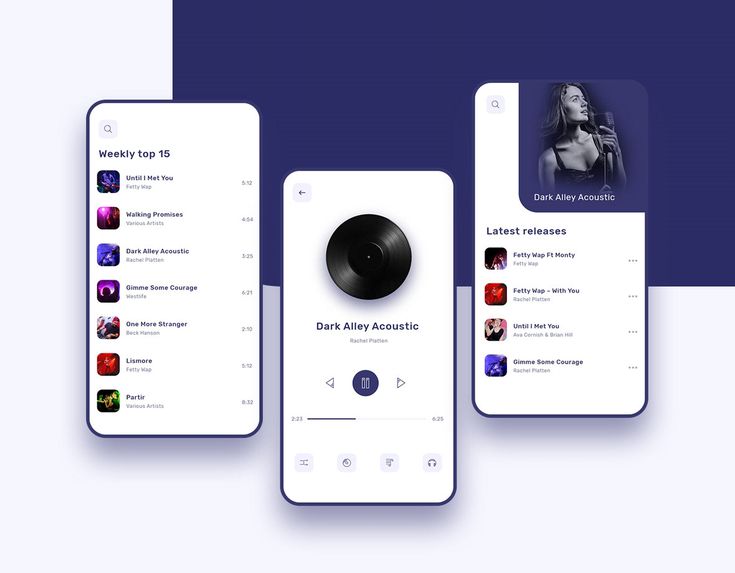 Weekly top 15
Until I Met You
Fetty Wap
5:12
Walking Promises
Various Artists
4:54
Dark Alley Acoustic
Rachel Platten
3:25
Gimme Some Courage
Westlife
6:21
One More Stranger
Beck Hanson
2:10
Lismore
Fetty Wap
5:12
Partir
Various Artists
8:32
Dark Alley Acoustic
Rachel Platten
2:23
6:25
Dark Alley Acoustic
Latest releases
Fetty Wap Ft Monty
Fetty Wap
Fetty Wap – With You
Rachel Platten
Until I Met You
Ava Cornish & Brian Hill
Gimme Some Courage
Rachel Platten